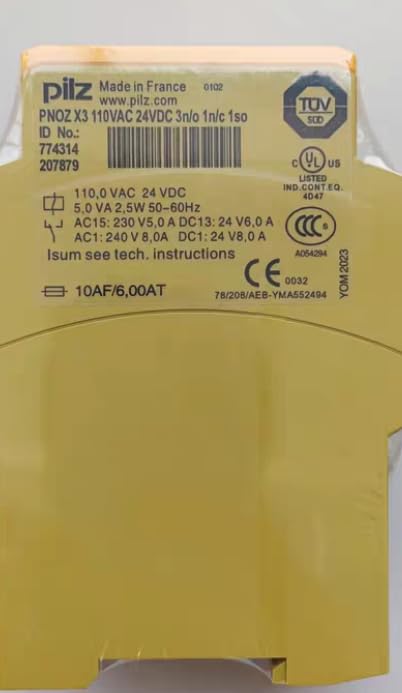 pilz Made in France 0102
www.pilz.com
PNOZ X3 110VAC 24VDC 3n/o 1n/c 1so
ID No.:
774314
207879
TÜV
SÜD
C UL US
LISTED
IND.CONT.EQ.
4D47
110,0 VAC 24 VDC
5,0 VA 2,5W 50-60Hz
AC15: 230 V5,0 A DC13: 24 V6,0 A
AC1: 240 V 8,0A DC1: 24 V8,0 A
Isum see tech. instructions
CCC S
A054294
CE 0032
10AF/6,00AT
78/208/AEB-YMA552494
YOM2023